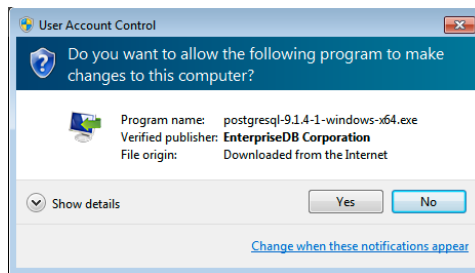 User Account Control
Do you want to allow the following program to make
changes to this computer?
Program name: postgresql-9.1.4-1-windows-x64.exe
Verified publisher: EnterpriseDB Corporation
File origin: Downloaded from the Internet
Show details Yes No
Change when these notifications appear